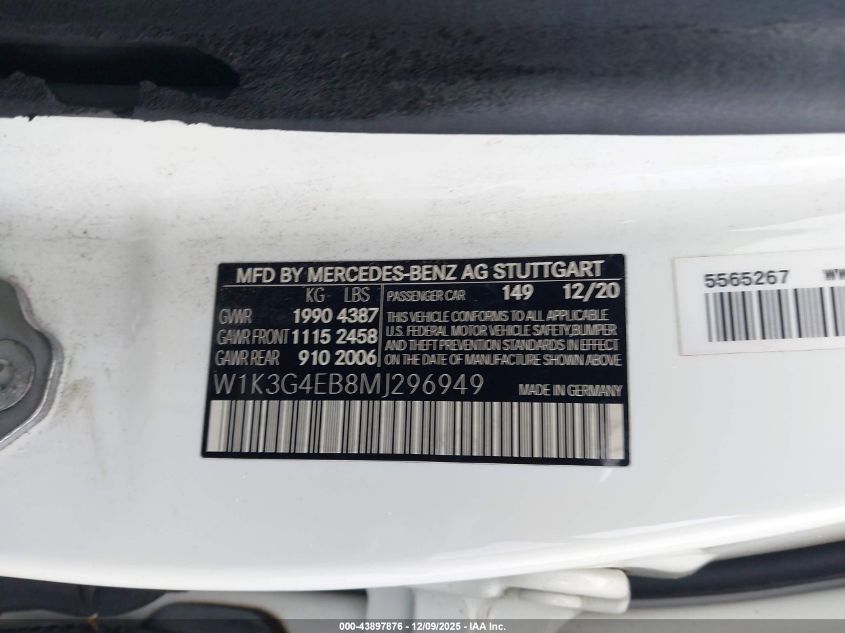 MFD BY MERCEDES-BENZ AG STUTTGART
KG LBS
GVWR 1990 4387
GAWR FRONT 1115 2458
GAWR REAR 910 2006
PASSENGER CAR 149 12/20
THIS VEHICLE CONFORMS TO ALL APPLICABLE
U.S. FEDERAL MOTOR VEHICLE SAFETY,BUMPER
AND THEFT PREVENTION STANDARDS IN EFFECT
ON THE DATE OF MANUFACTURE SHOWN ABOVE
W1K3G4EB8MJ296949
MADE IN GERMANY
5565267
000-43897876 | 12/09/2025 - IAA Inc.